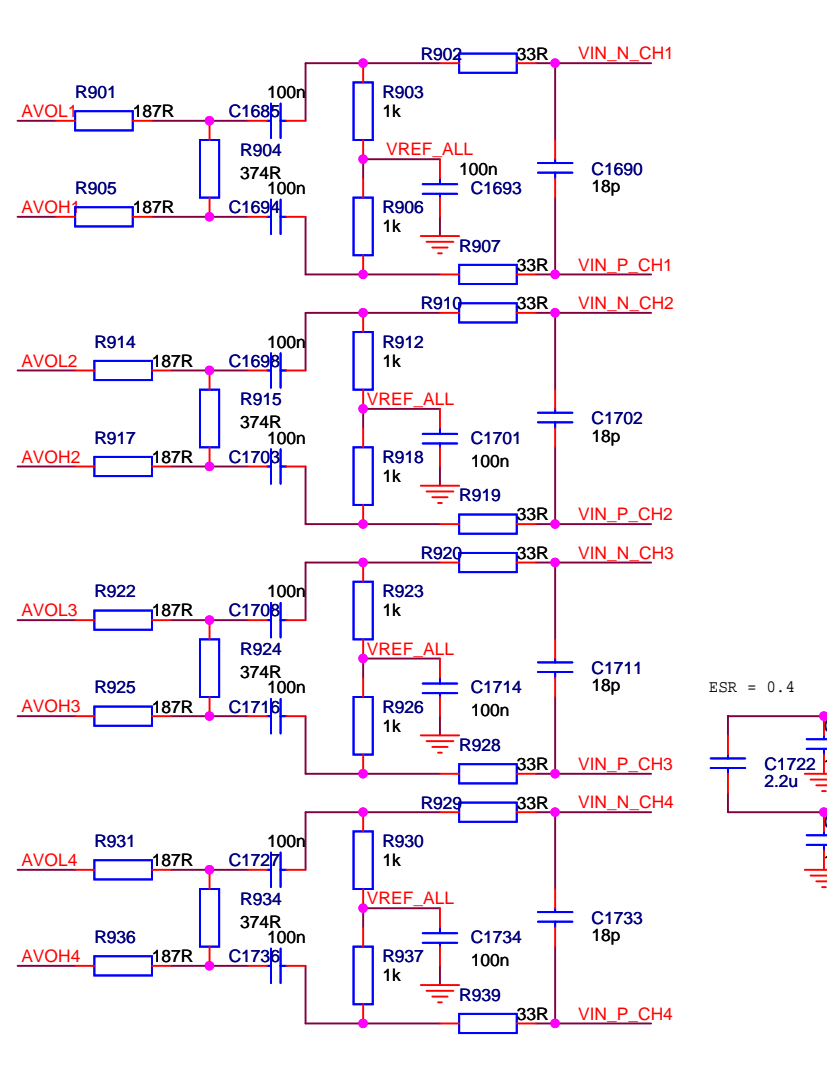 R902 33R VIN_N_CH1
R901 100n R903
AVOL1 187R C1685 1k
R904 VREF_ALL
374R 100n C1690
R905 100n C1693 18p
AVOH1 187R C1694 R906
1k
R907
33R VIN_P_CH1
R910 33R VIN_N_CH2
R914 100n R912
AVOL2 187R C1698 1k
R915 VREF_ALL
374R C1702
R917 100n C1701 18p
AVOH2 187R C1703 R918 100n
1k
R919
33R VIN_P_CH2
R920 33R VIN_N_CH3
R922 100n R923
AVOL3 187R C1708 1k
R924 VREF_ALL
374R C1711
R925 100n C1714 18p
AVOH3 187R C1716 R926 100n
1k
R928
33R VIN_P_CH3
ESR = 0.4
C1722
2.2u
R929 33R VIN_N_CH4
R931 100n R930
AVOL4 187R C1727 1k
R934 VREF_ALL
374R C1733
R936 100n C1734 18p
AVOH4 187R C1736 R937 100n
1k
R939
33R VIN_P_CH4